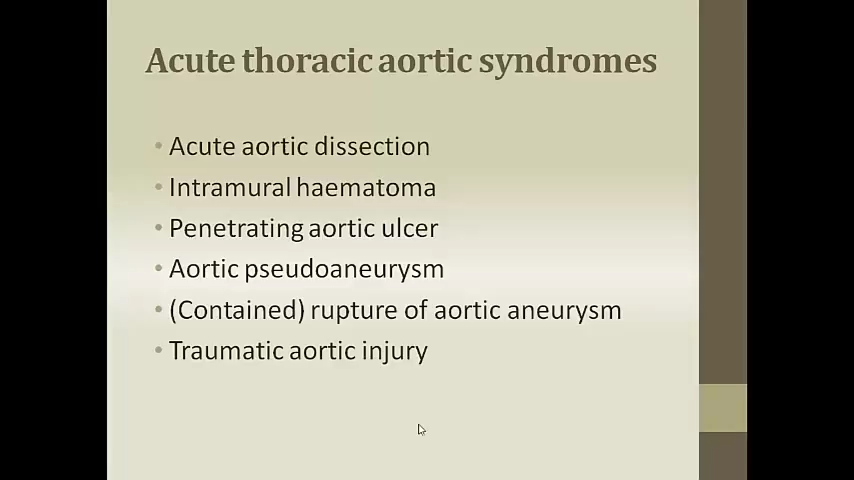 Acute thoracic aortic syndromes
• Acute aortic dissection
• Intramural haematoma
• Penetrating aortic ulcer
• Aortic pseudoaneurysm
• (Contained) rupture of aortic aneurysm
• Traumatic aortic injury